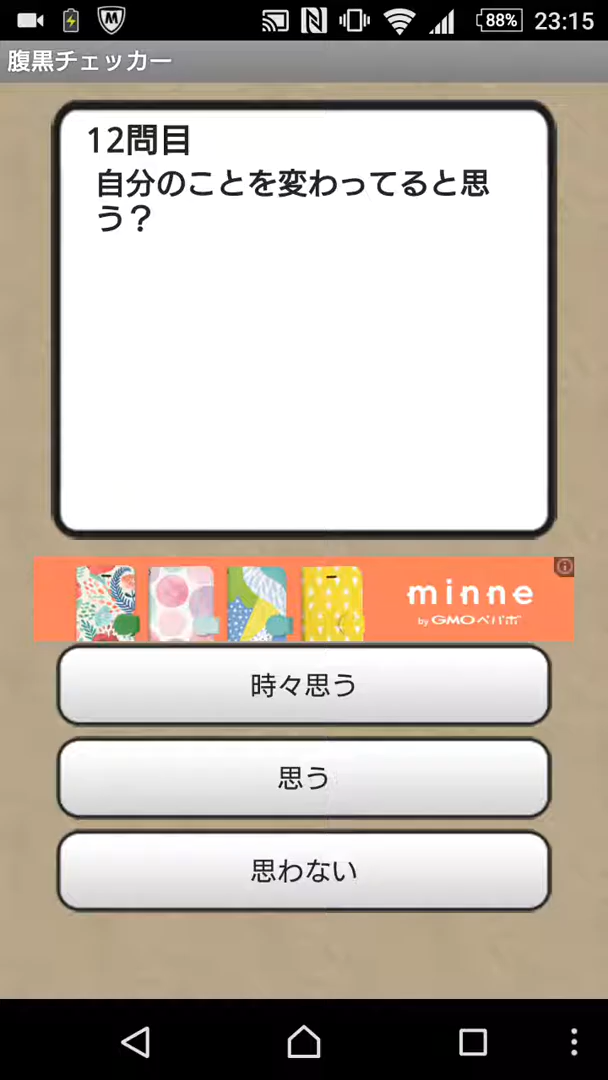 88% 23:15
腹黒チェッカー
12問目
自分のことを変わってると思
う？
minne
by GMOペパボ
時々思う
思う
思わない